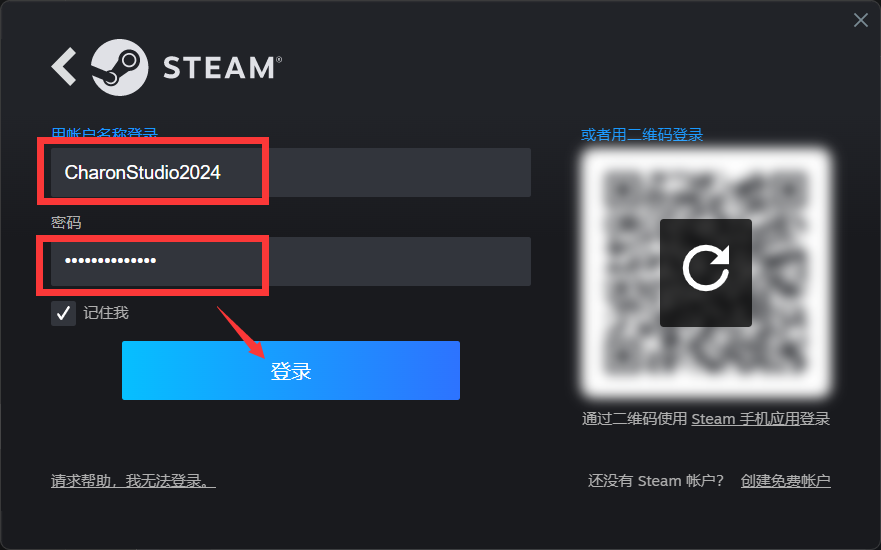 STEAM®
用帐户名称登录
CharonStudio2024
密码
••••••••••••••
记住我
登录
请求帮助，我无法登录。
或者用二维码登录
通过二维码使用 Steam 手机应用登录
还没有 Steam 帐户？ 创建免费帐户